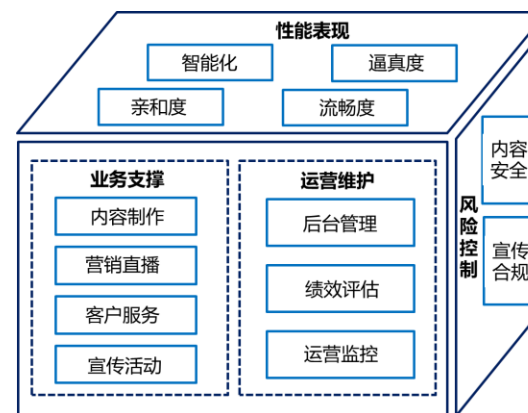 性能表现
智能化
逼真度
亲和度
流畅度
业务支撑
内容制作
营销直播
客户服务
宣传活动
运营维护
后台管理
绩效评估
运营监控
风险控制
内容
安全
宣传
合规